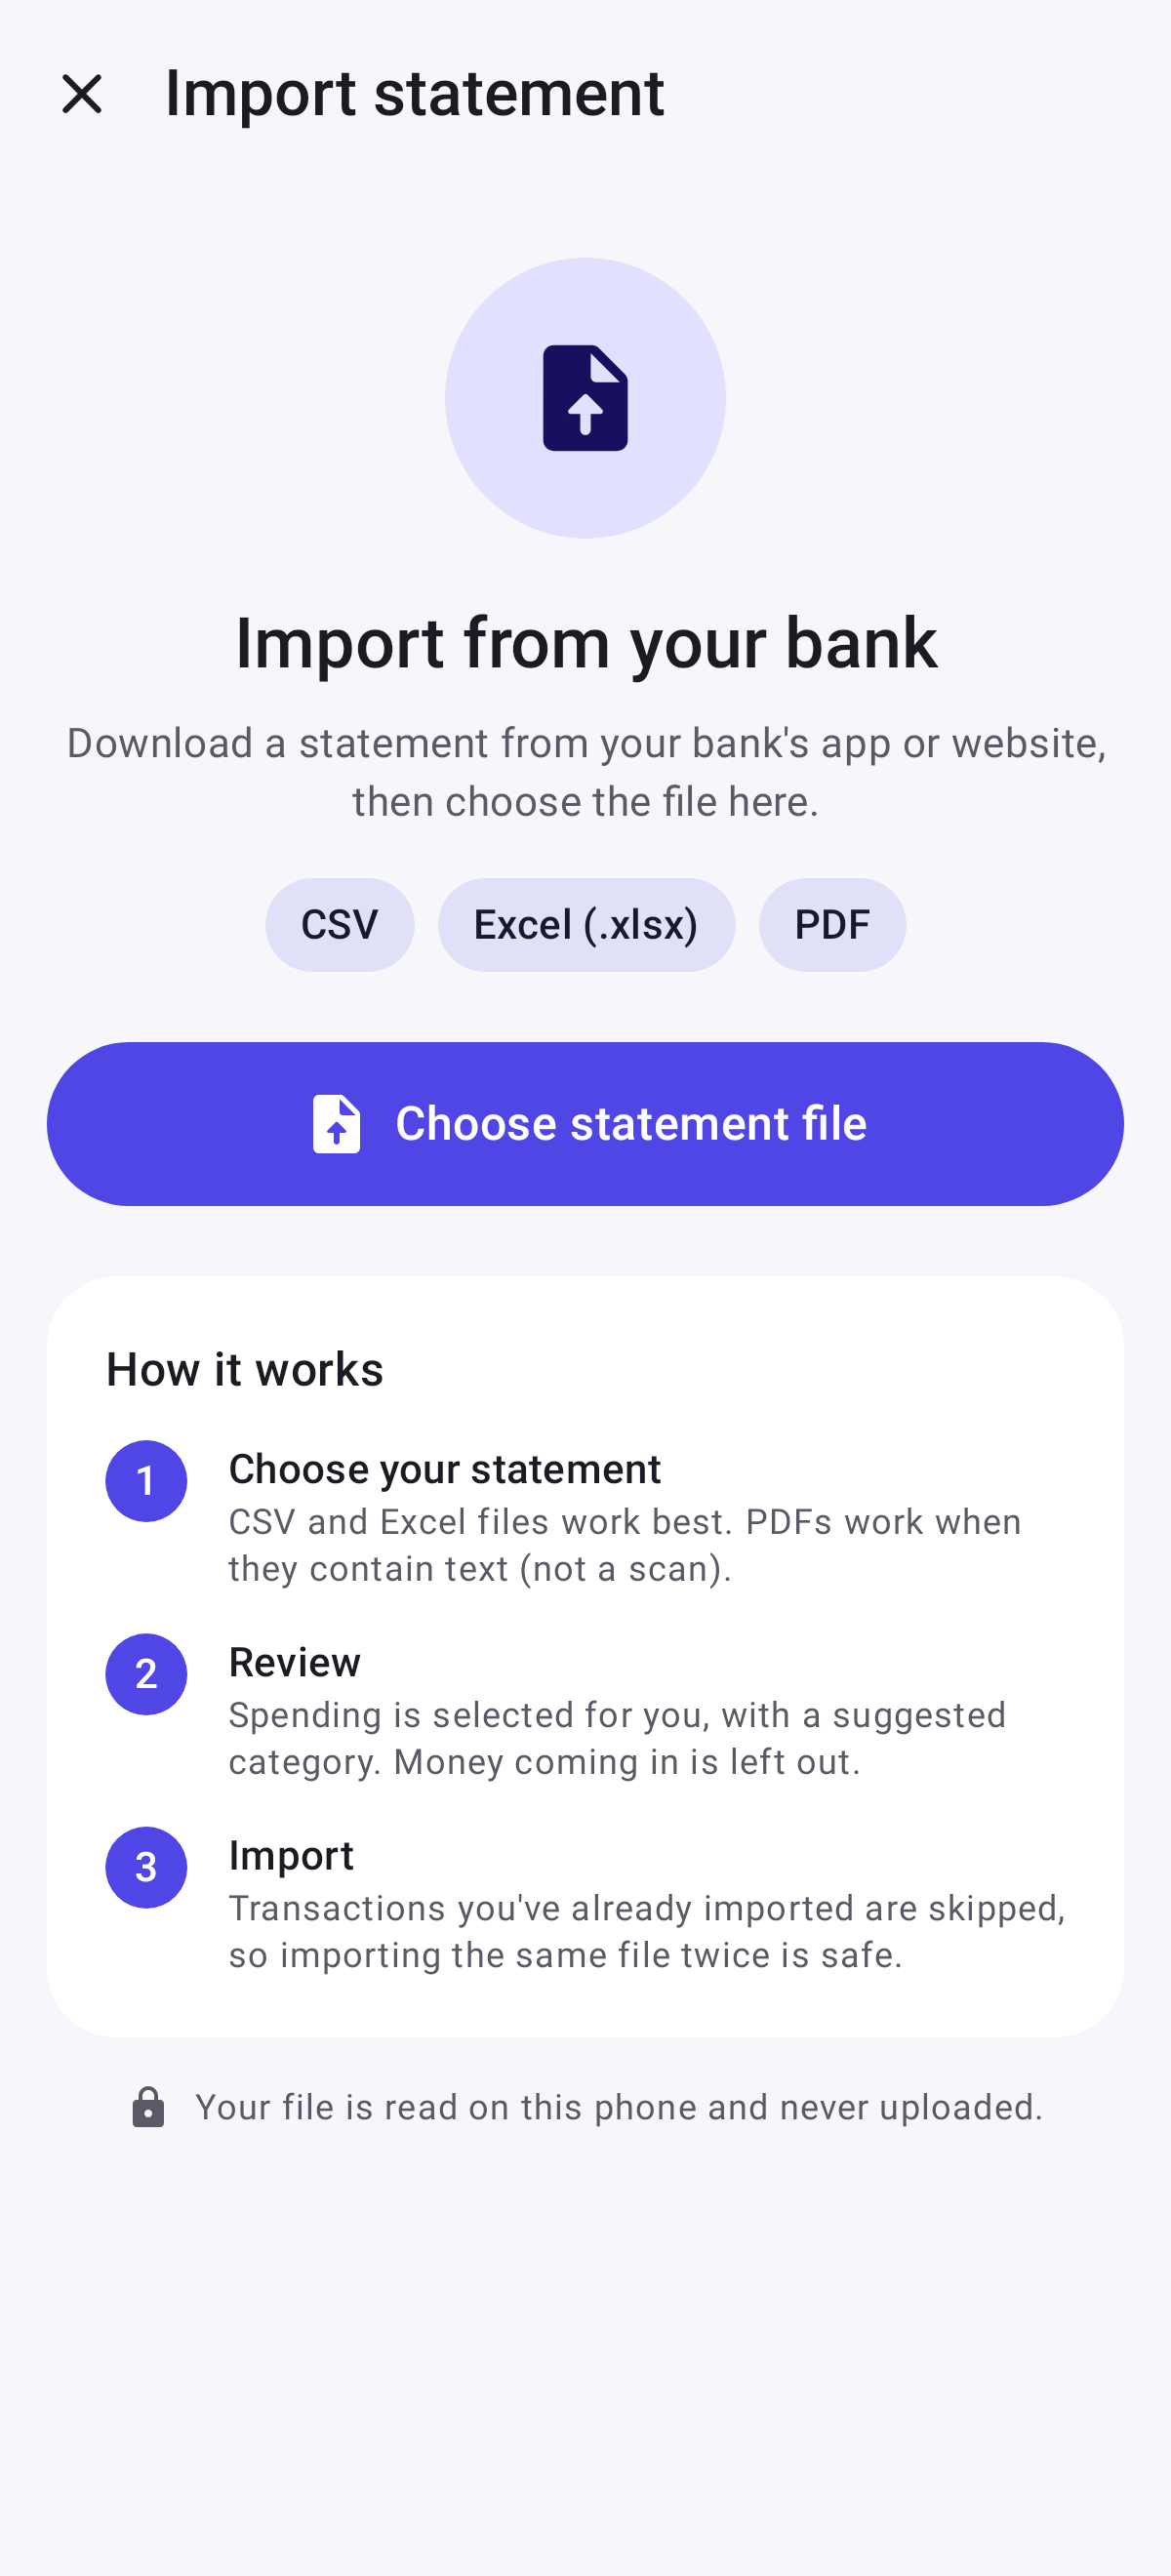 Import statement
Import from your bank
Download a statement from your bank's app or website,
then choose the file here.
CSV
Excel (.xlsx)
PDF
Choose statement file
How it works
1
Choose your statement
CSV and Excel files work best. PDFs work when
they contain text (not a scan).
2
Review
Spending is selected for you, with a suggested
category. Money coming in is left out.
3
Import
Transactions you've already imported are skipped,
so importing the same file twice is safe.
Your file is read on this phone and never uploaded.